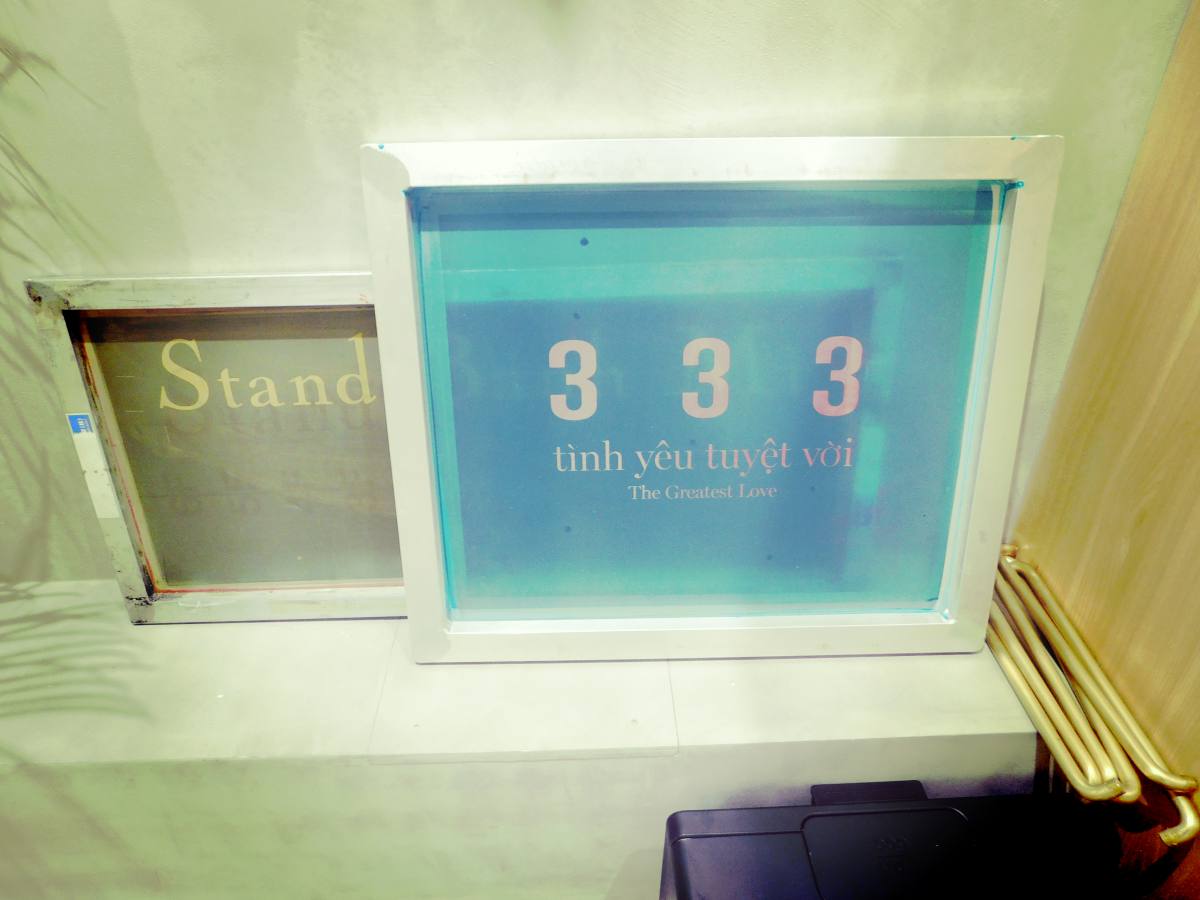 Stand
3 3 3
tình yêu tuyệt vời
The Greatest Love